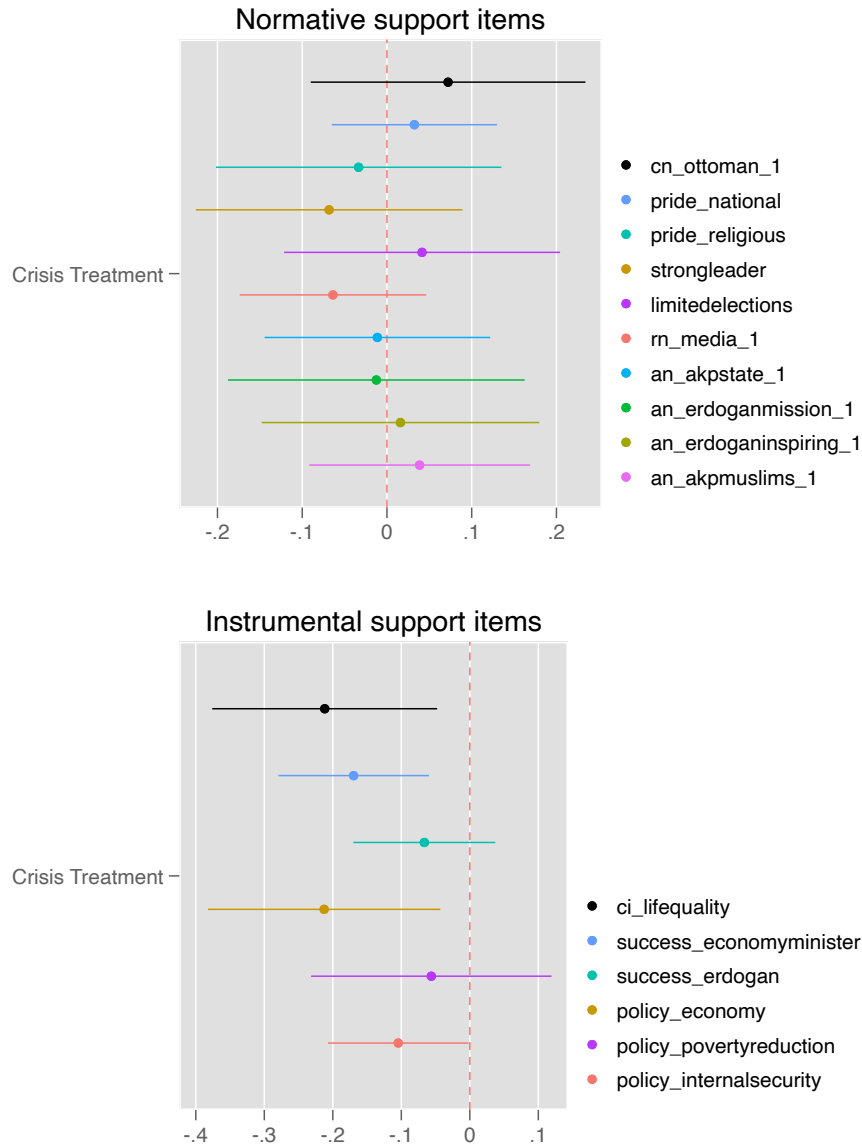 Normative support items
Crisis Treatment
cn_ottoman_1
pride_national
pride_religious
strongleader
limitedelections
rn_media_1
an_akpstate_1
an_erdoganmission_1
an_erdoganinspiring_1
an_akpmuslims_1
-.2 -.1 0 .1 .2
Instrumental support items
Crisis Treatment
ci_lifequality
success_economyminister
success_erdogan
policy_economy
policy_povertyreduction
policy_internalsecurity
-.4 -.3 -.2 -.1 0 .1